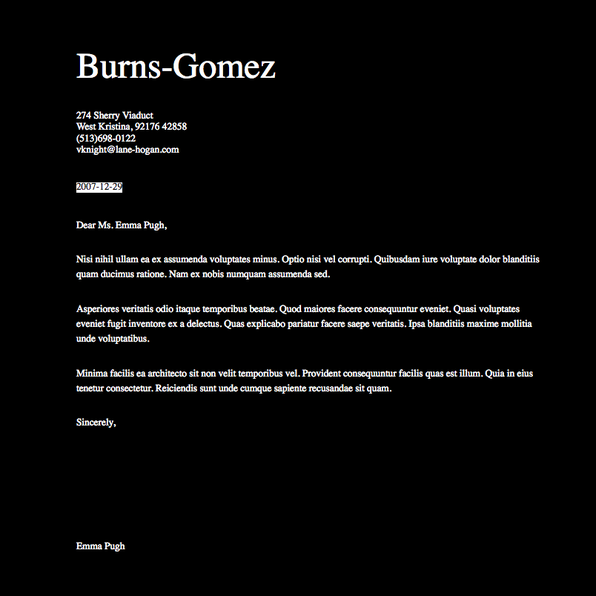 Burns-Gomez
274 Sherry Viaduct
West Kristina, 92176 42858
(513)698-0122
vknight@lane-hogan.com
2007-12-29
Dear Ms. Emma Pugh,
Nisi nihil ullam ea ex assumenda voluptates minus. Optio nisi vel corrupti. Quibusdam iure voluptate dolor blanditiis
quam ducimus ratione. Nam ex nobis numquam assumenda sed.
Asperiores veritatis odio itaque temporibus beatae. Quod maiores facere consequuntur eveniet. Quasi voluptates
eveniet fugit inventore ex a delectus. Quas explicabo pariatur facere saepe veritatis. Ipsa blanditiis maxime mollitia
unde voluptatibus.
Minima facilis ea architecto sit non velit temporibus vel. Provident consequuntur facilis quas est illum. Quia in eius
tenetur consectetur. Reiciendis sunt unde cumque sapiente recusandae sit quam.
Sincerely,
Emma Pugh